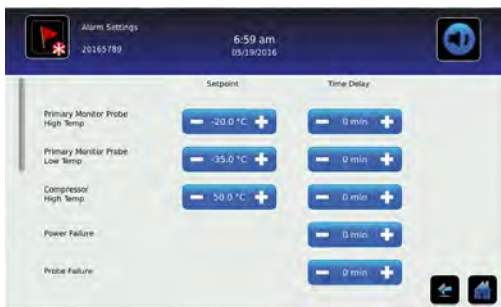 Alarm Settings
20165789
6:59 am
05/19/2016
Setpoint Time Delay
Primary Monitor Probe
High Temp
-20.0 °C 0 min
Primary Monitor Probe
Low Temp
-35.0 °C 0 min
Compressor
High Temp
50.0 °C 0 min
Power Failure
0 min
Probe Failure
0 min